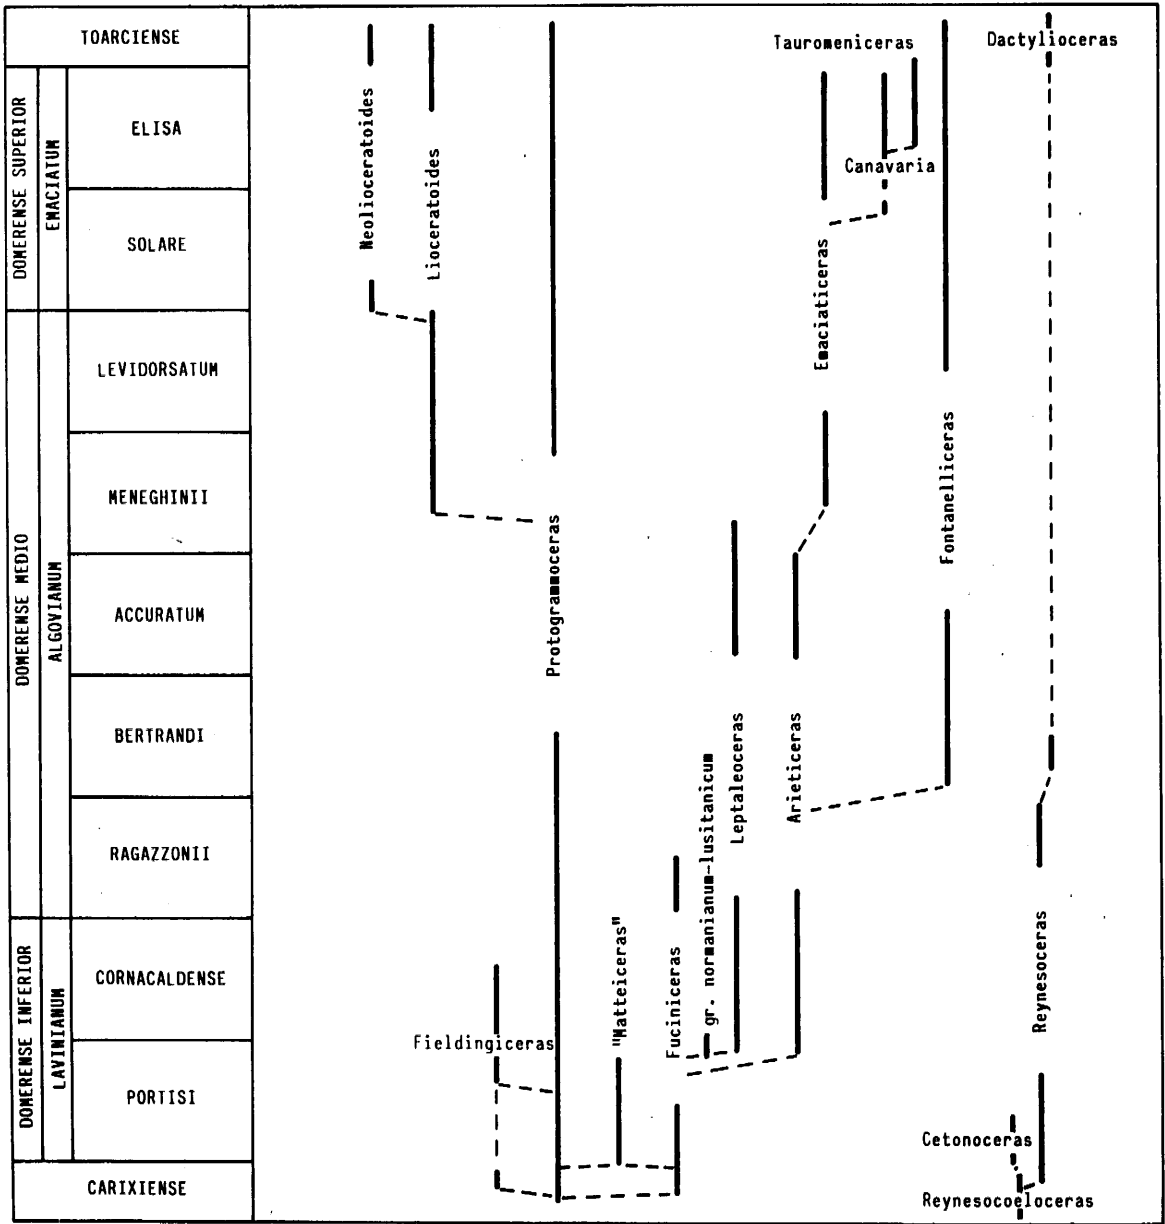 TOARCIENSE
DOMERENSE SUPERIOR
EMACIATUM
ELISA
SOLARE
DOMERENSE MEDIO
ALGOVIANUM
LEVIDORSATUM
MENEGHINII
ACCURATUM
BERTRANDI
RAGAZZONII
DOMERENSE INFERIOR
LAVINIANUM
CORNACALDENSE
PORTISI
CARIXIENSE
Neolioceratoides
Lioceratoides
Protogrammoceras
Fieldingiceras
"Matteiceras"
Fuciniceras
gr. normanianum-lusitanicum
Leptaleoceras
Arieticeras
Emaciaticeras
Tauromeniceras
Canavaria
Fontanelliceras
Dactylioceras
Reynesoceras
Cetonoceras
Reynesocoeloceras